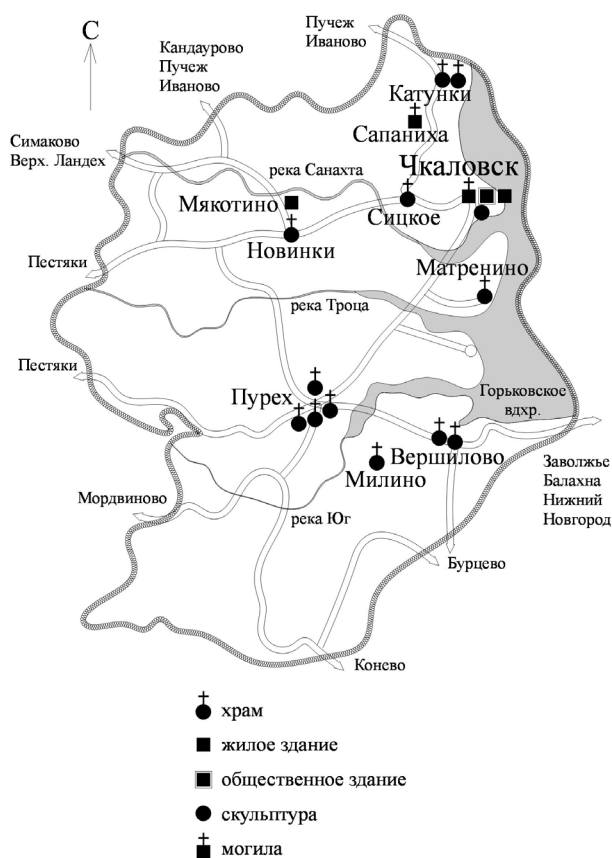 С
Пучеж
Иваново
Кандаурово
Пучеж
Иваново
Катунки
Сапаниха
Симаково
Верх. Ландех
река Санахта
Чкаловск
Мякотино
Сицкое
Новинки
Матренино
Пестяки
река Троца
Пестяки
Пурех
Горьковское
вдхр.
Вершилово
Милино
Заволжье
Балахна
Нижний
Новгород
Мордвиново
река Юг
Бурцево
Конево
храм
жилое здание
общественное здание
скульптура
могила